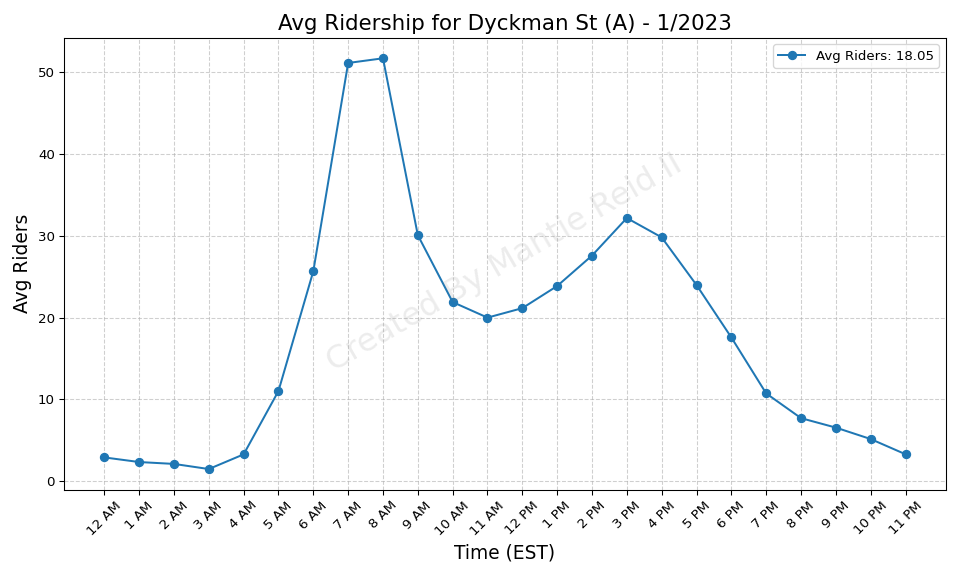 Avg Ridership for Dyckman St (A) - 1/2023
Avg Riders: 18.05
50
40
30
20
10
0
Avg Riders
Created By Mantie Reid II
12 AM
1 AM
2 AM
3 AM
4 AM
5 AM
6 AM
7 AM
8 AM
9 AM
10 AM
11 AM
12 PM
1 PM
2 PM
3 PM
4 PM
5 PM
6 PM
7 PM
8 PM
9 PM
10 PM
11 PM
Time (EST)